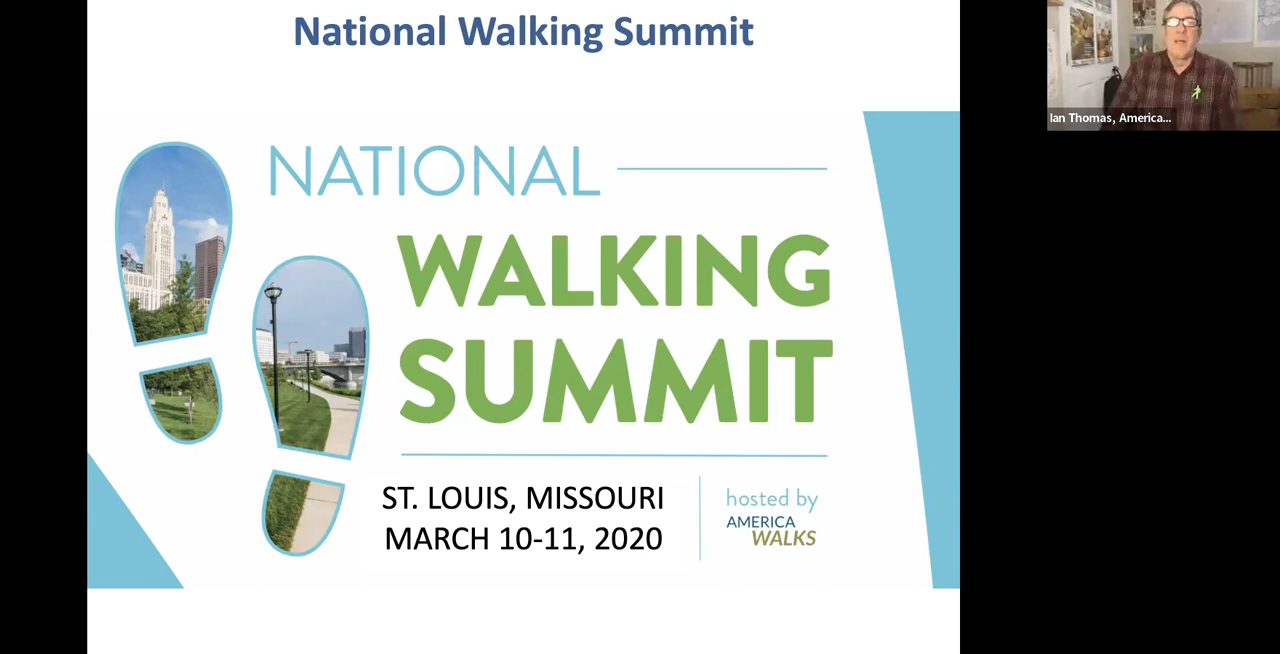 National Walking Summit
NATIONAL
WALKING
SUMMIT
ST. LOUIS, MISSOURI
MARCH 10-11, 2020
hosted by
AMERICA
WALKS
Ian Thomas, America...